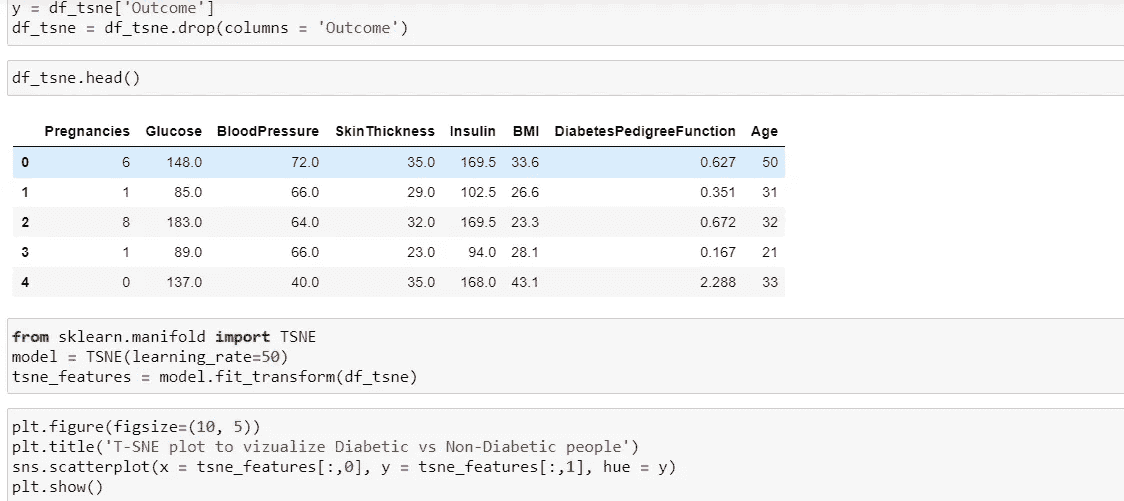 y = df_tsne['Outcome']
df_tsne = df_tsne.drop(columns = 'Outcome')
df_tsne.head()
Pregnancies Glucose BloodPressure SkinThickness Insulin BMI DiabetesPedigreeFunction Age
0 6 148.0 72.0 35.0 169.5 33.6 0.627 50
1 1 85.0 66.0 29.0 102.5 26.6 0.351 31
2 8 183.0 64.0 32.0 169.5 23.3 0.672 32
3 1 89.0 66.0 23.0 94.0 28.1 0.167 21
4 0 137.0 40.0 35.0 168.0 43.1 2.288 33
from sklearn.manifold import TSNE
model = TSNE(learning_rate=50)
tsne_features = model.fit_transform(df_tsne)
plt.figure(figsize=(10, 5))
plt.title('T-SNE plot to vizualize Diabetic vs Non-Diabetic people')
sns.scatterplot(x = tsne_features[:,0], y = tsne_features[:,1], hue = y)
plt.show()